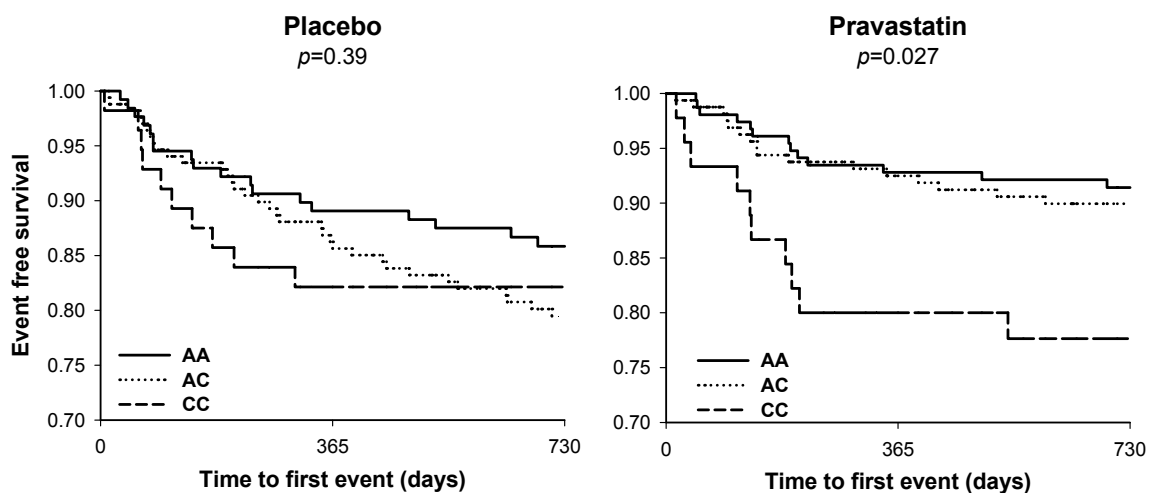 Placebo
p=0.39
Event free survival
1.00
0.95
0.90
0.85
0.80
0.75
0.70
AA
AC
CC
0
365
730
Time to first event (days)
Pravastatin
p=0.027
1.00
0.95
0.90
0.85
0.80
0.75
0.70
AA
AC
CC
0
365
730
Time to first event (days)